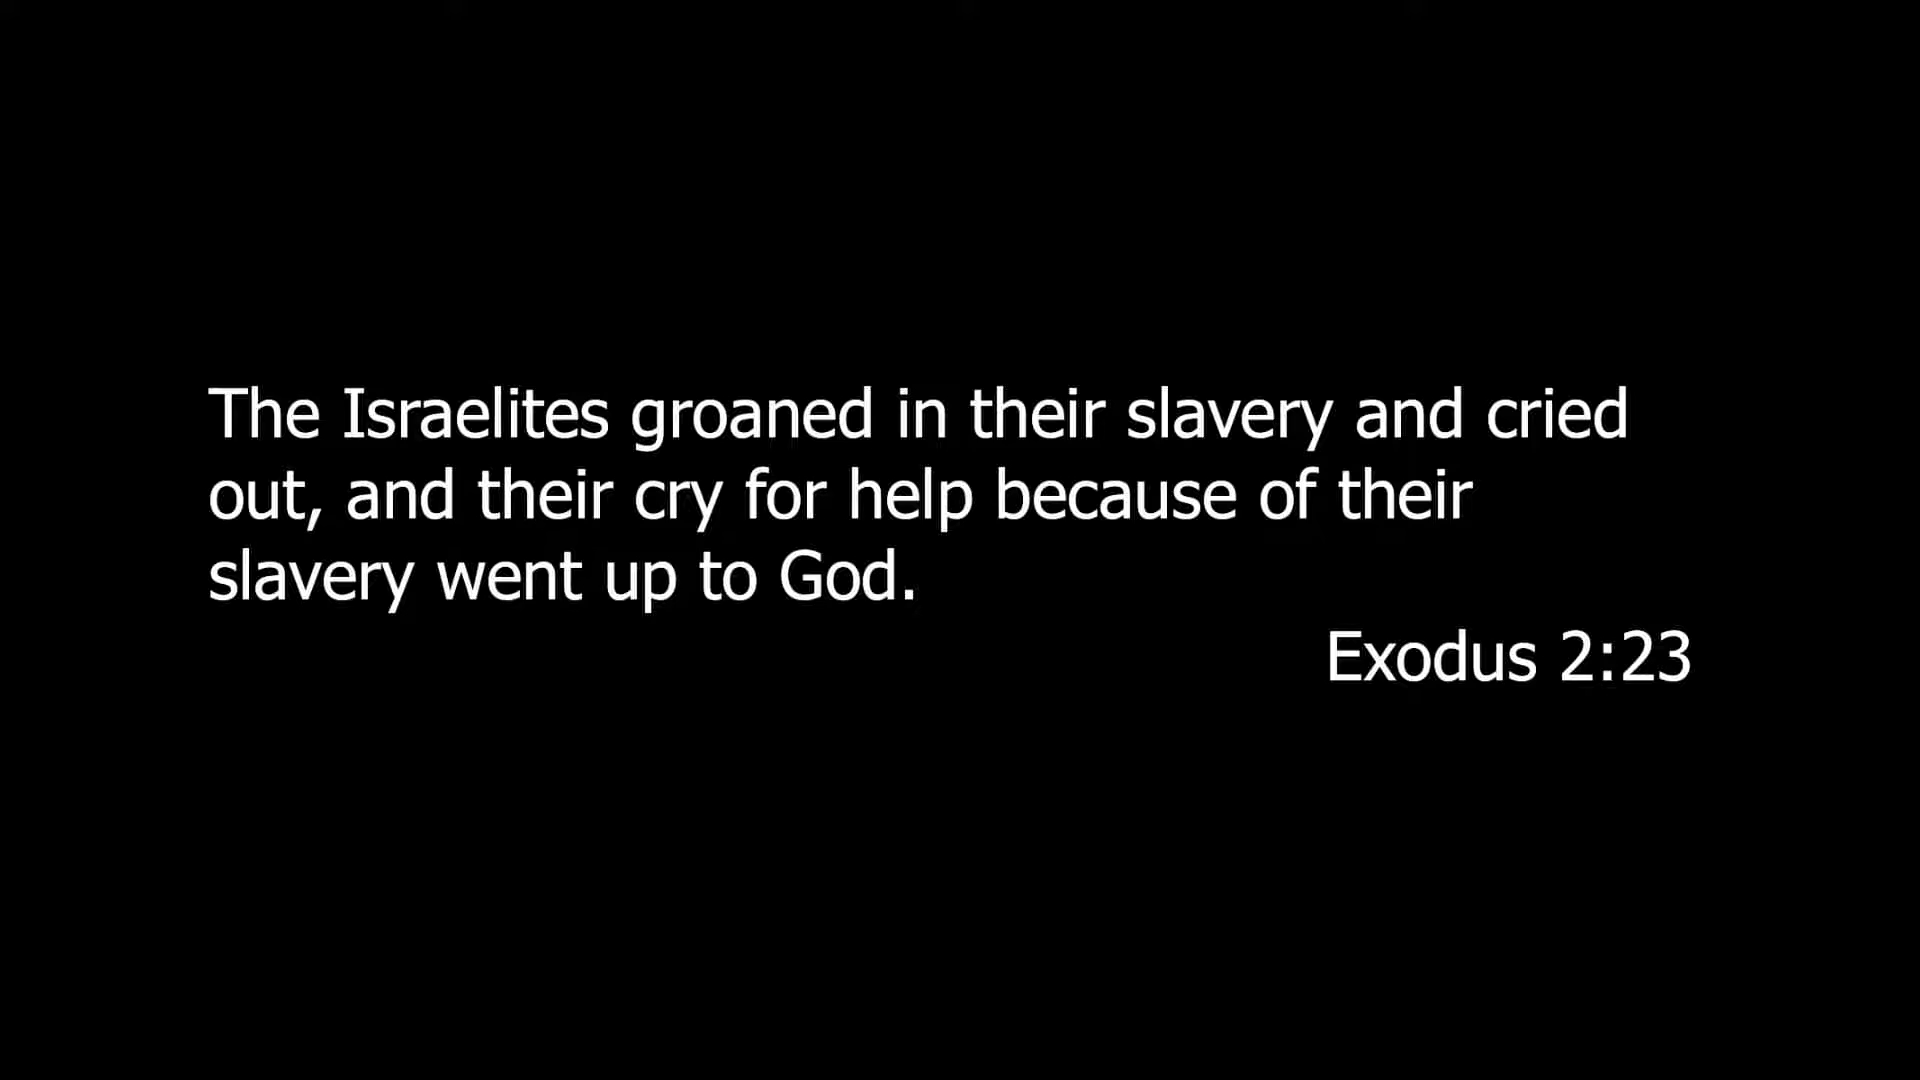 The Israelites groaned in their slavery and cried
out, and their cry for help because of their
slavery went up to God.
Exodus 2:23